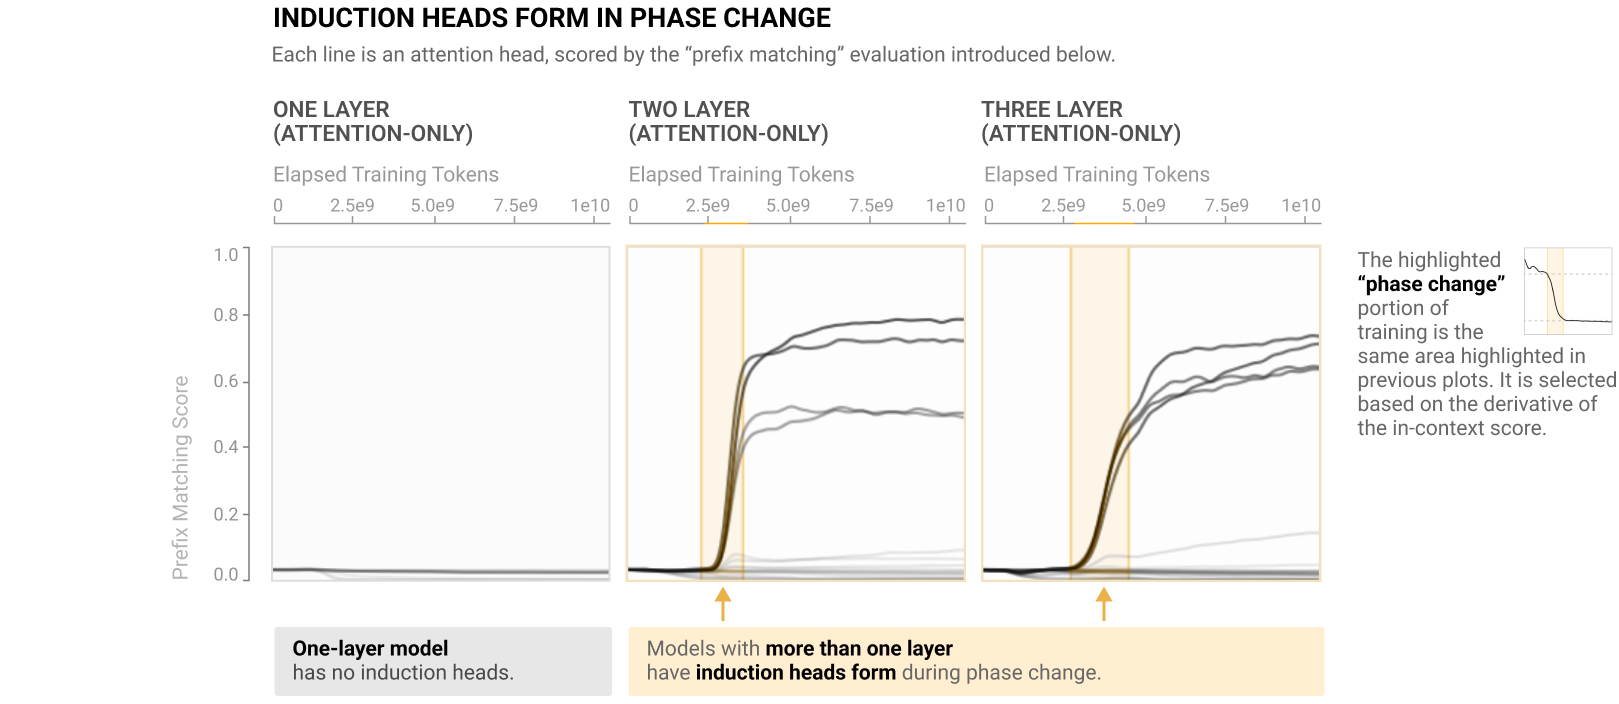 INDUCTION HEADS FORM IN PHASE CHANGE
Each line is an attention head, scored by the “prefix matching” evaluation introduced below.
ONE LAYER
(ATTENTION-ONLY)
Elapsed Training Tokens
0 2.5e9 5.0e9 7.5e9 1e10
TWO LAYER
(ATTENTION-ONLY)
Elapsed Training Tokens
0 2.5e9 5.0e9 7.5e9 1e10
THREE LAYER
(ATTENTION-ONLY)
Elapsed Training Tokens
0 2.5e9 5.0e9 7.5e9 1e10
Prefix Matching Score
1.0
0.8
0.6
0.4
0.2
0.0
The highlighted
“phase change”
portion of
training is the
same area highlighted in
previous plots. It is selected
based on the derivative of
the in-context score.
One-layer model
has no induction heads.
Models with more than one layer
have induction heads form during phase change.